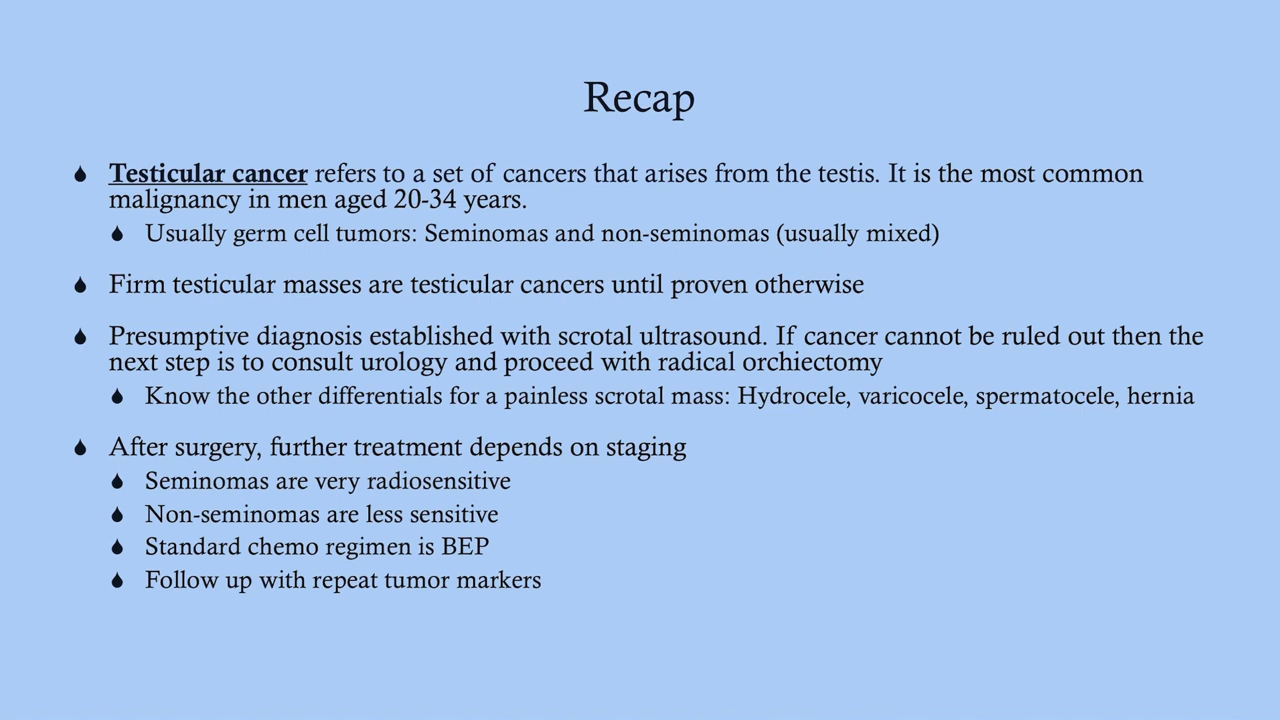 Recap
Testicular cancer refers to a set of cancers that arises from the testis. It is the most common
malignancy in men aged 20-34 years.
Usually germ cell tumors: Seminomas and non-seminomas (usually mixed)
Firm testicular masses are testicular cancers until proven otherwise
Presumptive diagnosis established with scrotal ultrasound. If cancer cannot be ruled out then the
next step is to consult urology and proceed with radical orchiectomy
Know the other differentials for a painless scrotal mass: Hydrocele, varicocele, spermatocele, hernia
After surgery, further treatment depends on staging
Seminomas are very radiosensitive
Non-seminomas are less sensitive
Standard chemo regimen is BEP
Follow up with repeat tumor markers